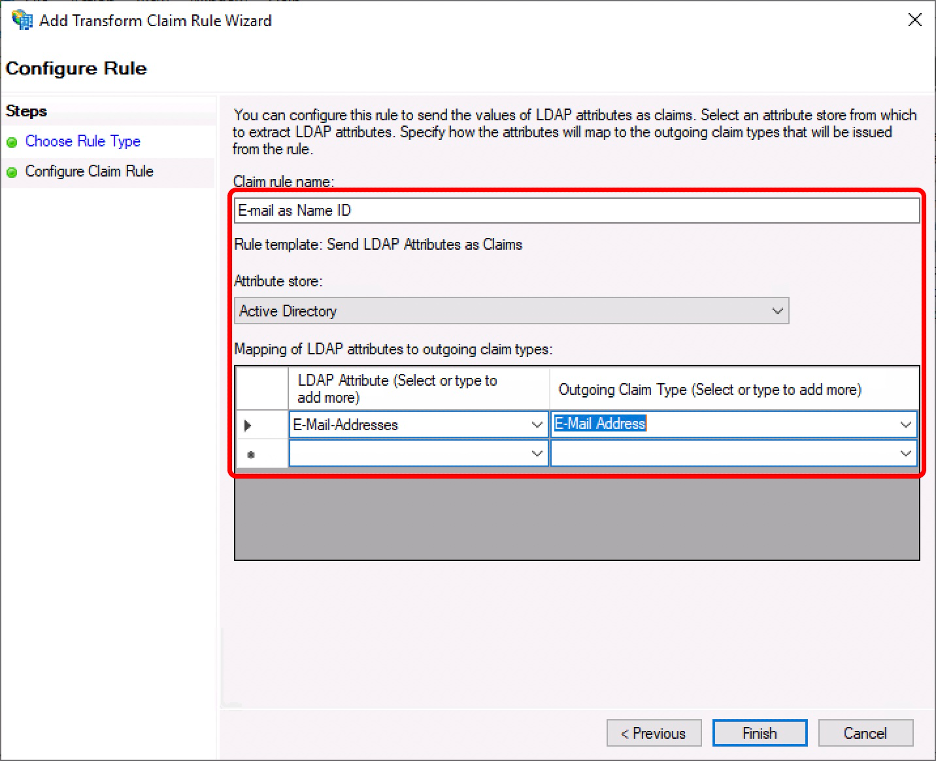 Add Transform Claim Rule Wizard
Configure Rule
Steps
Choose Rule Type
Configure Claim Rule
You can configure this rule to send the values of LDAP attributes as claims. Select an attribute store from which
to extract LDAP attributes. Specify how the attributes will map to the outgoing claim types that will be issued
from the rule.
Claim rule name:
E-mail as Name ID
Rule template: Send LDAP Attributes as Claims
Attribute store:
Active Directory
Mapping of LDAP attributes to outgoing claim types:
LDAP Attribute (Select or type to
add more)
Outgoing Claim Type (Select or type to add more)
E-Mail-Addresses
E-Mail Address
< Previous
Finish
Cancel